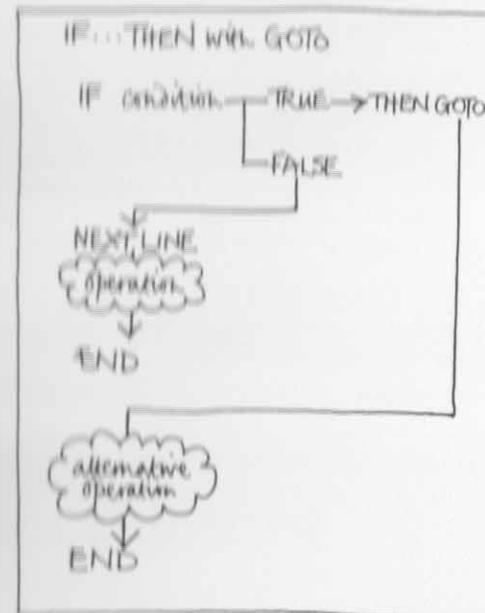 IF...THEN with GOTO
IF condition TRUE THEN GOTO
FALSE
NEXT LINE
operation
END
alternative
operation
END